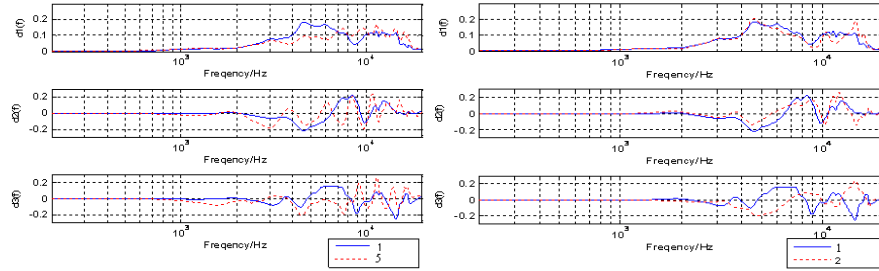 d1(f)
0.2
0.1
0
10³
10⁴
Freqency/Hz
d2(f)
0.2
0
-0.2
10³
10⁴
Freqency/Hz
d3(f)
0.2
0
-0.2
10³
10⁴
Freqency/Hz
1
5
d1(f)
0.2
0.1
0
10³
10⁴
Freqency/Hz
d2(f)
0.2
0
-0.2
10³
10⁴
Freqency/Hz
d3(f)
0.2
0
-0.2
10³
10⁴
Freqency/Hz
1
2